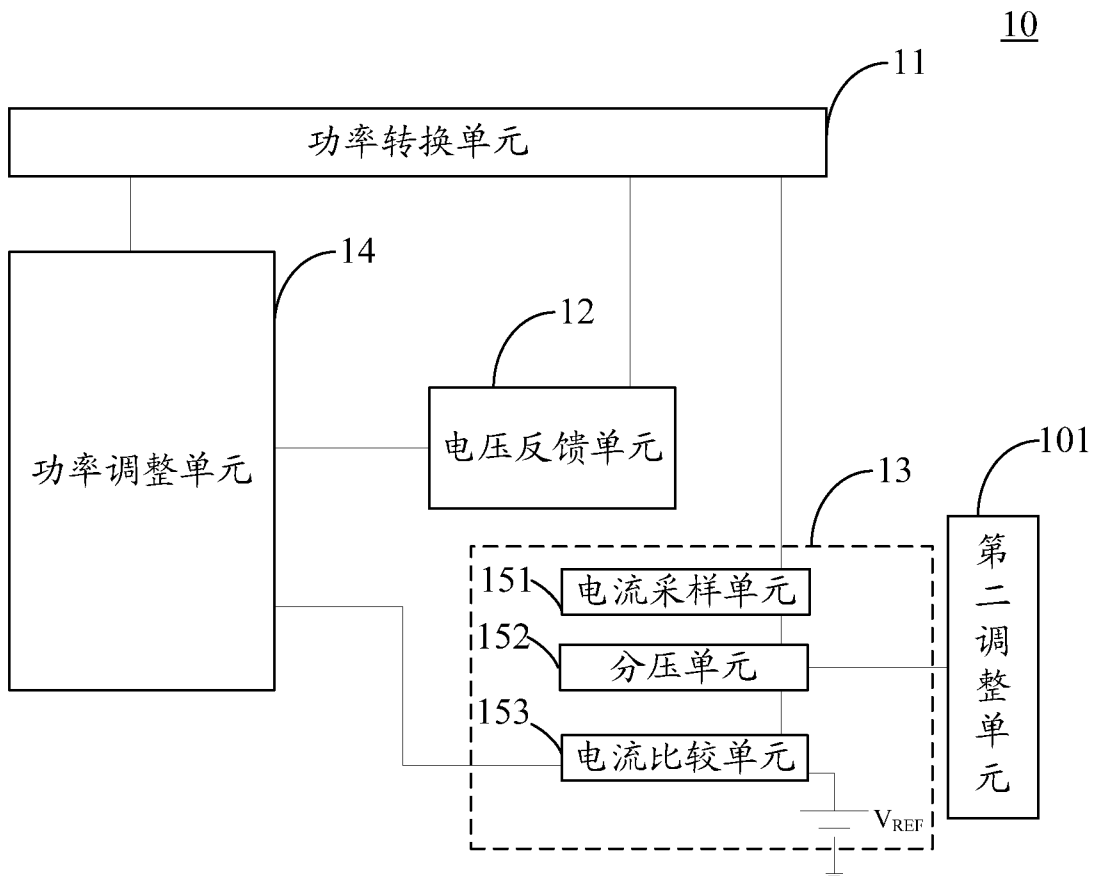 10
11
功率转换单元
14
12
功率调整单元
电压反馈单元
101
13
第二调整单元
151
电流采样单元
152
分压单元
153
电流比较单元
VREF